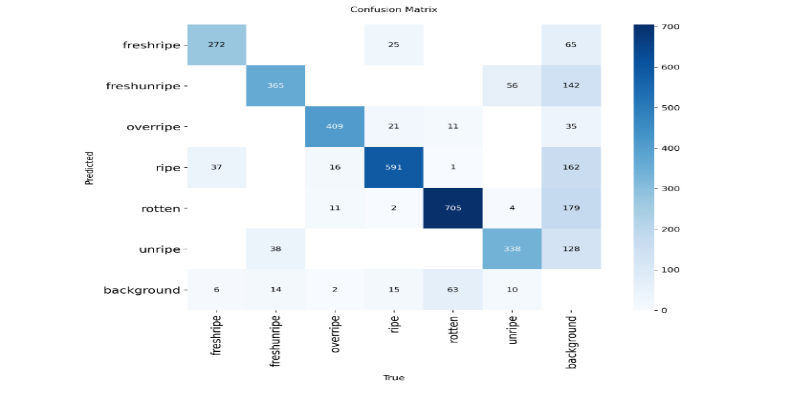 Confusion Matrix
freshripe 272 25 65
freshunripe 365 56 142
overripe 409 21 11 35
ripe 37 16 591 1 162
rotten 11 2 705 4 179
unripe 38 338 128
background 6 14 2 15 63 10
freshripe freshunripe overripe ripe rotten unripe background
True
Predicted
700
600
500
400
300
200
100
0